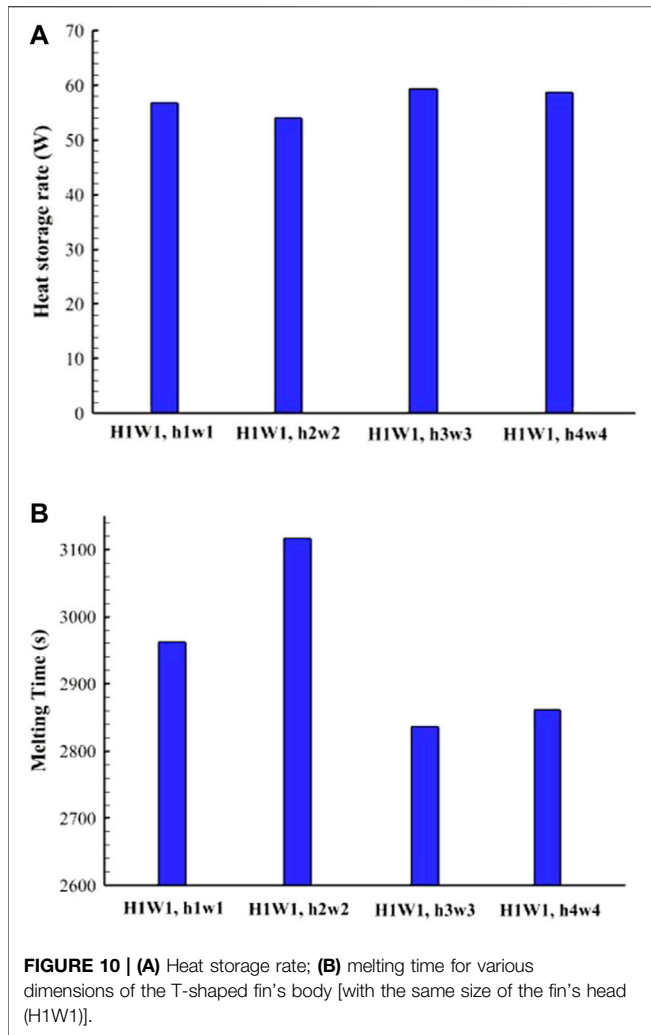 A
Heat storage rate (W)
70
60
50
40
30
20
10
0
H1W1, h1w1 H1W1, h2w2 H1W1, h3w3 H1W1, h4w4
B
Melting Time (s)
3100
3000
2900
2800
2700
2600
H1W1, h1w1 H1W1, h2w2 H1W1, h3w3 H1W1, h4w4
FIGURE 10 | (A) Heat storage rate; (B) melting time for various
dimensions of the T-shaped fin's body [with the same size of the fin's head
(H1W1)].